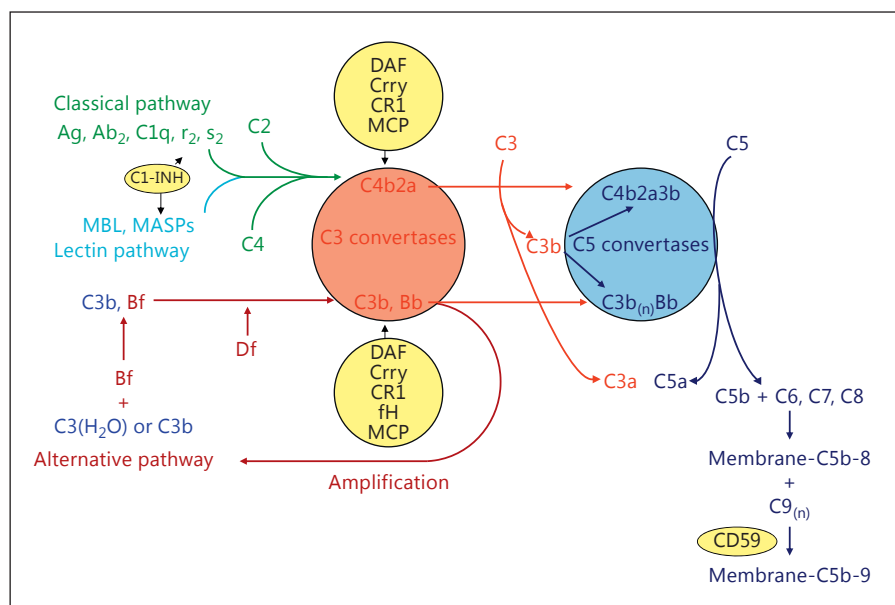 DAF
Crry
CR1
MCP
Classical pathway
Ag, Ab₂, C1q, r₂, s₂
C2
C1-INH
MBL, MASPs
Lectin pathway
C4
C4b2a
C3 convertases
C3b, Bb
C3
C3b
C5
C4b2a3b
C5 convertases
C3b₍ₙ₎Bb
C3b, Bf
Df
Bf
+
C3(H₂O) or C3b
Alternative pathway
DAF
Crry
CR1
fH
MCP
Amplification
C3a
C5a
C5b + C6, C7, C8
Membrane-C5b-8
+
C9₍ₙ₎
CD59
Membrane-C5b-9